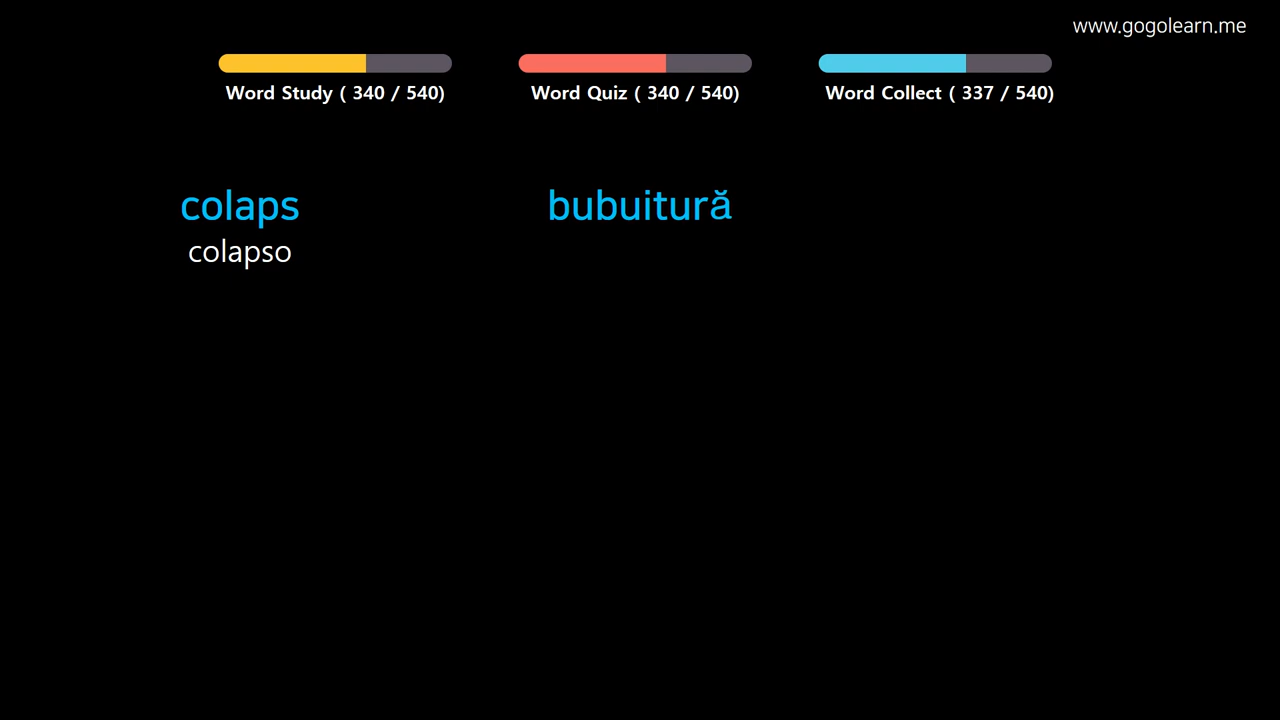 www.gogolearn.me
Word Study ( 340 / 540)
Word Quiz ( 340 / 540)
Word Collect ( 337 / 540)
colaps
colapso
bubuitură